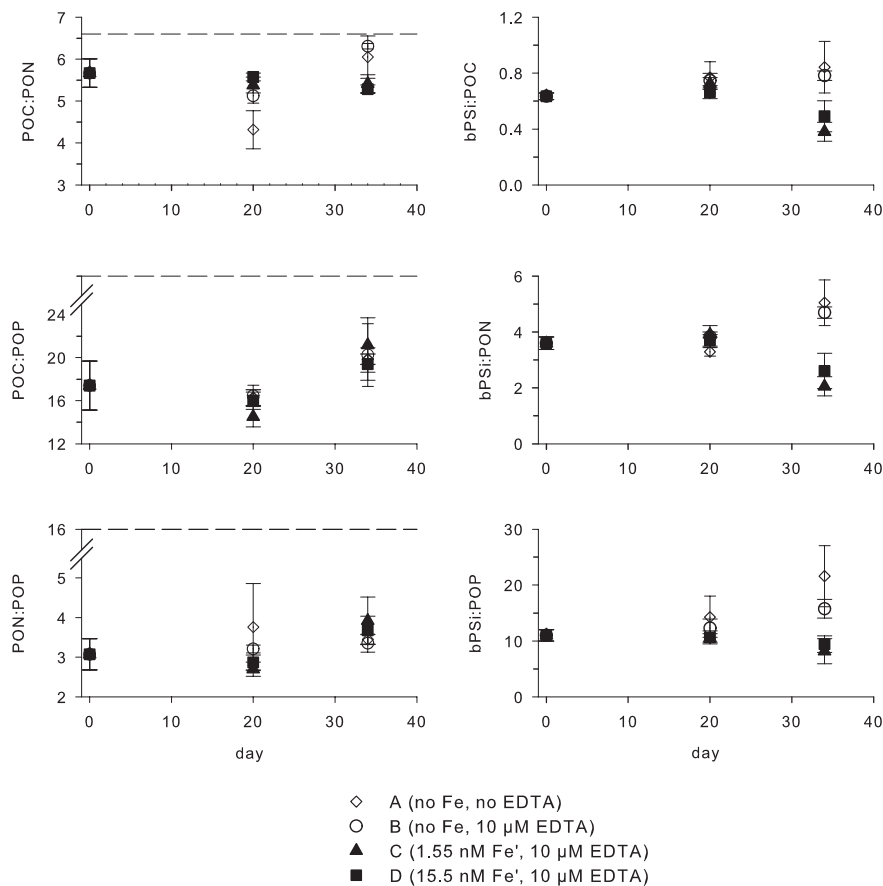 POC:PON
7
6
5
4
3
0 10 20 30 40
bPSi:POC
1.2
0.8
0.4
0.0
0 10 20 30 40
POC:POP
24
20
16
12
0 10 20 30 40
bPSi:PON
6
4
2
0
0 10 20 30 40
PON:POP
16
5
4
3
2
0 10 20 30 40
day
bPSi:POP
30
20
10
0
0 10 20 30 40
day
A (no Fe, no EDTA)
B (no Fe, 10 µM EDTA)
C (1.55 nM Fe', 10 µM EDTA)
D (15.5 nM Fe', 10 µM EDTA)